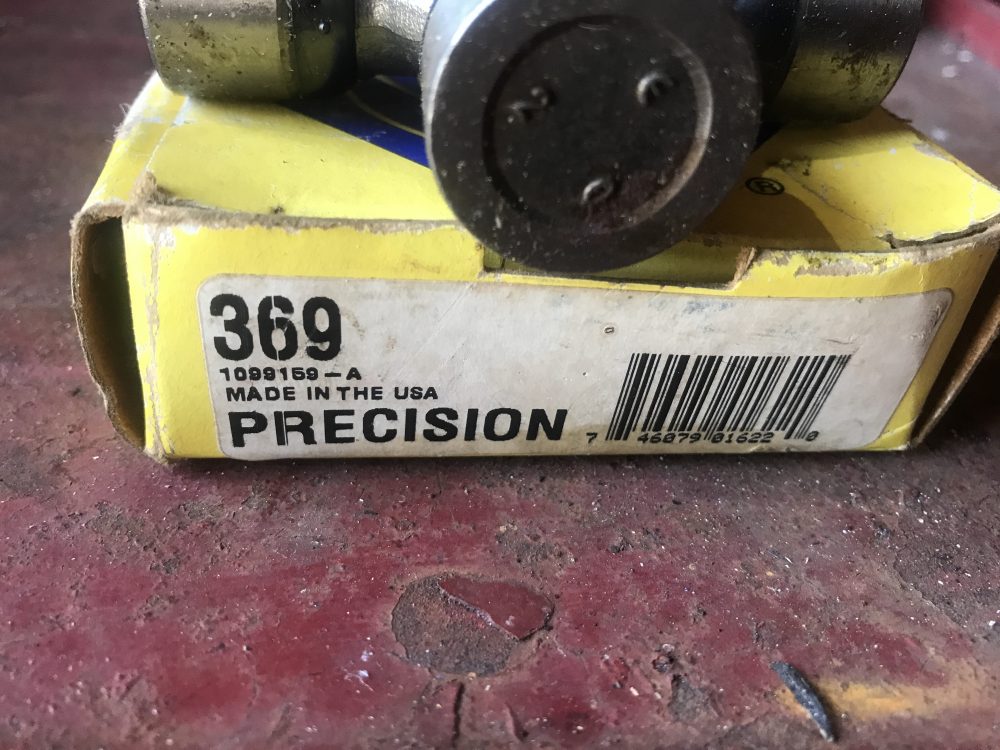 ®
369
1099159-A
MADE IN THE USA
PRECISION
7 46079 01622 0